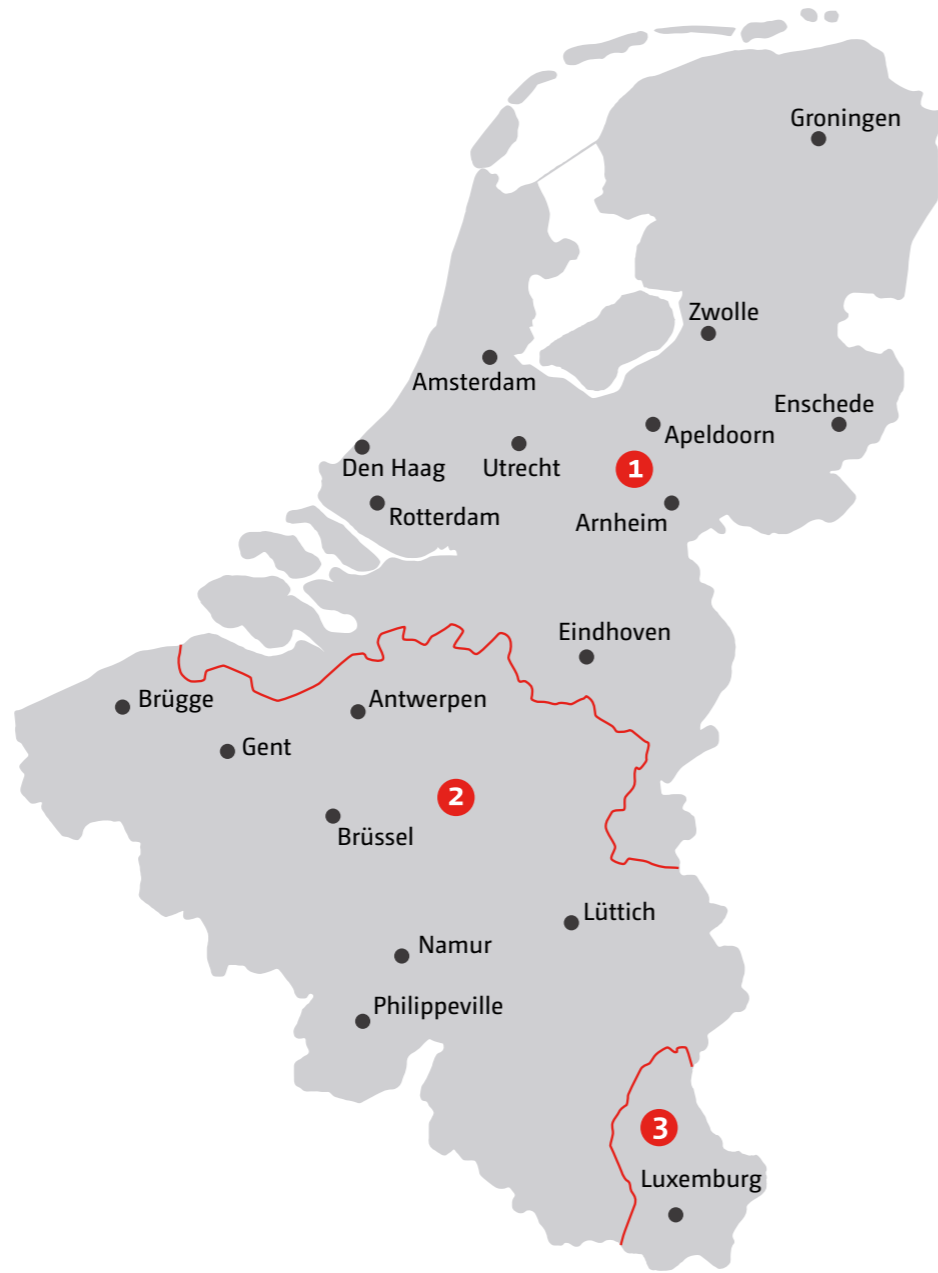 Groningen
Zwolle
Amsterdam
Enschede
Apeldoorn
Den Haag
Utrecht
1
Rotterdam
Arnheim
Eindhoven
Brügge
Antwerpen
Gent
2
Brüssel
Lüttich
Namur
Philippeville
3
Luxemburg